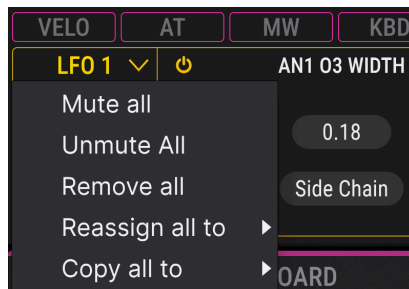 VELO AT MW KBD
LFO 1 AN1 O3 WIDTH
Mute all
Unmute All
0.18
Remove all
Side Chain
Reassign all to
Copy all to
OARD